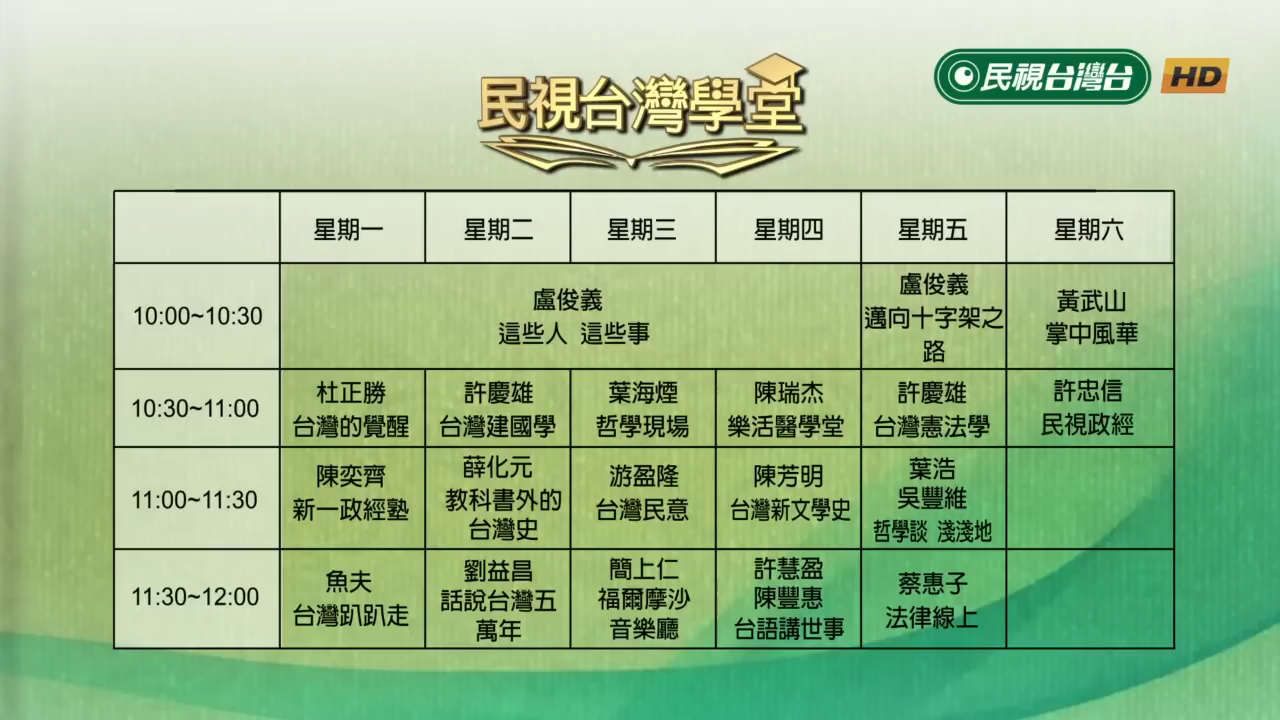 民視台灣學堂
民視台灣台
HD
星期一
星期二
星期三
星期四
星期五
星期六
10:00~10:30
盧俊義
這些人 這些事
盧俊義
邁向十字架之
路
黃武山
掌中風華
10:30~11:00
杜正勝
台灣的覺醒
許慶雄
台灣建國學
葉海煙
哲學現場
陳瑞杰
樂活醫學堂
許慶雄
台灣憲法學
許忠信
民視政經
11:00~11:30
陳奕齊
新一政經塾
薛化元
教科書外的
台灣史
游盈隆
台灣民意
陳芳明
台灣新文學史
葉浩
吳豐維
哲學談 淺淺地
11:30~12:00
魚夫
台灣趴趴走
劉益昌
話說台灣五
萬年
簡上仁
福爾摩沙
音樂廳
許慧盈
陳豐惠
台語講世事
蔡惠子
法律線上